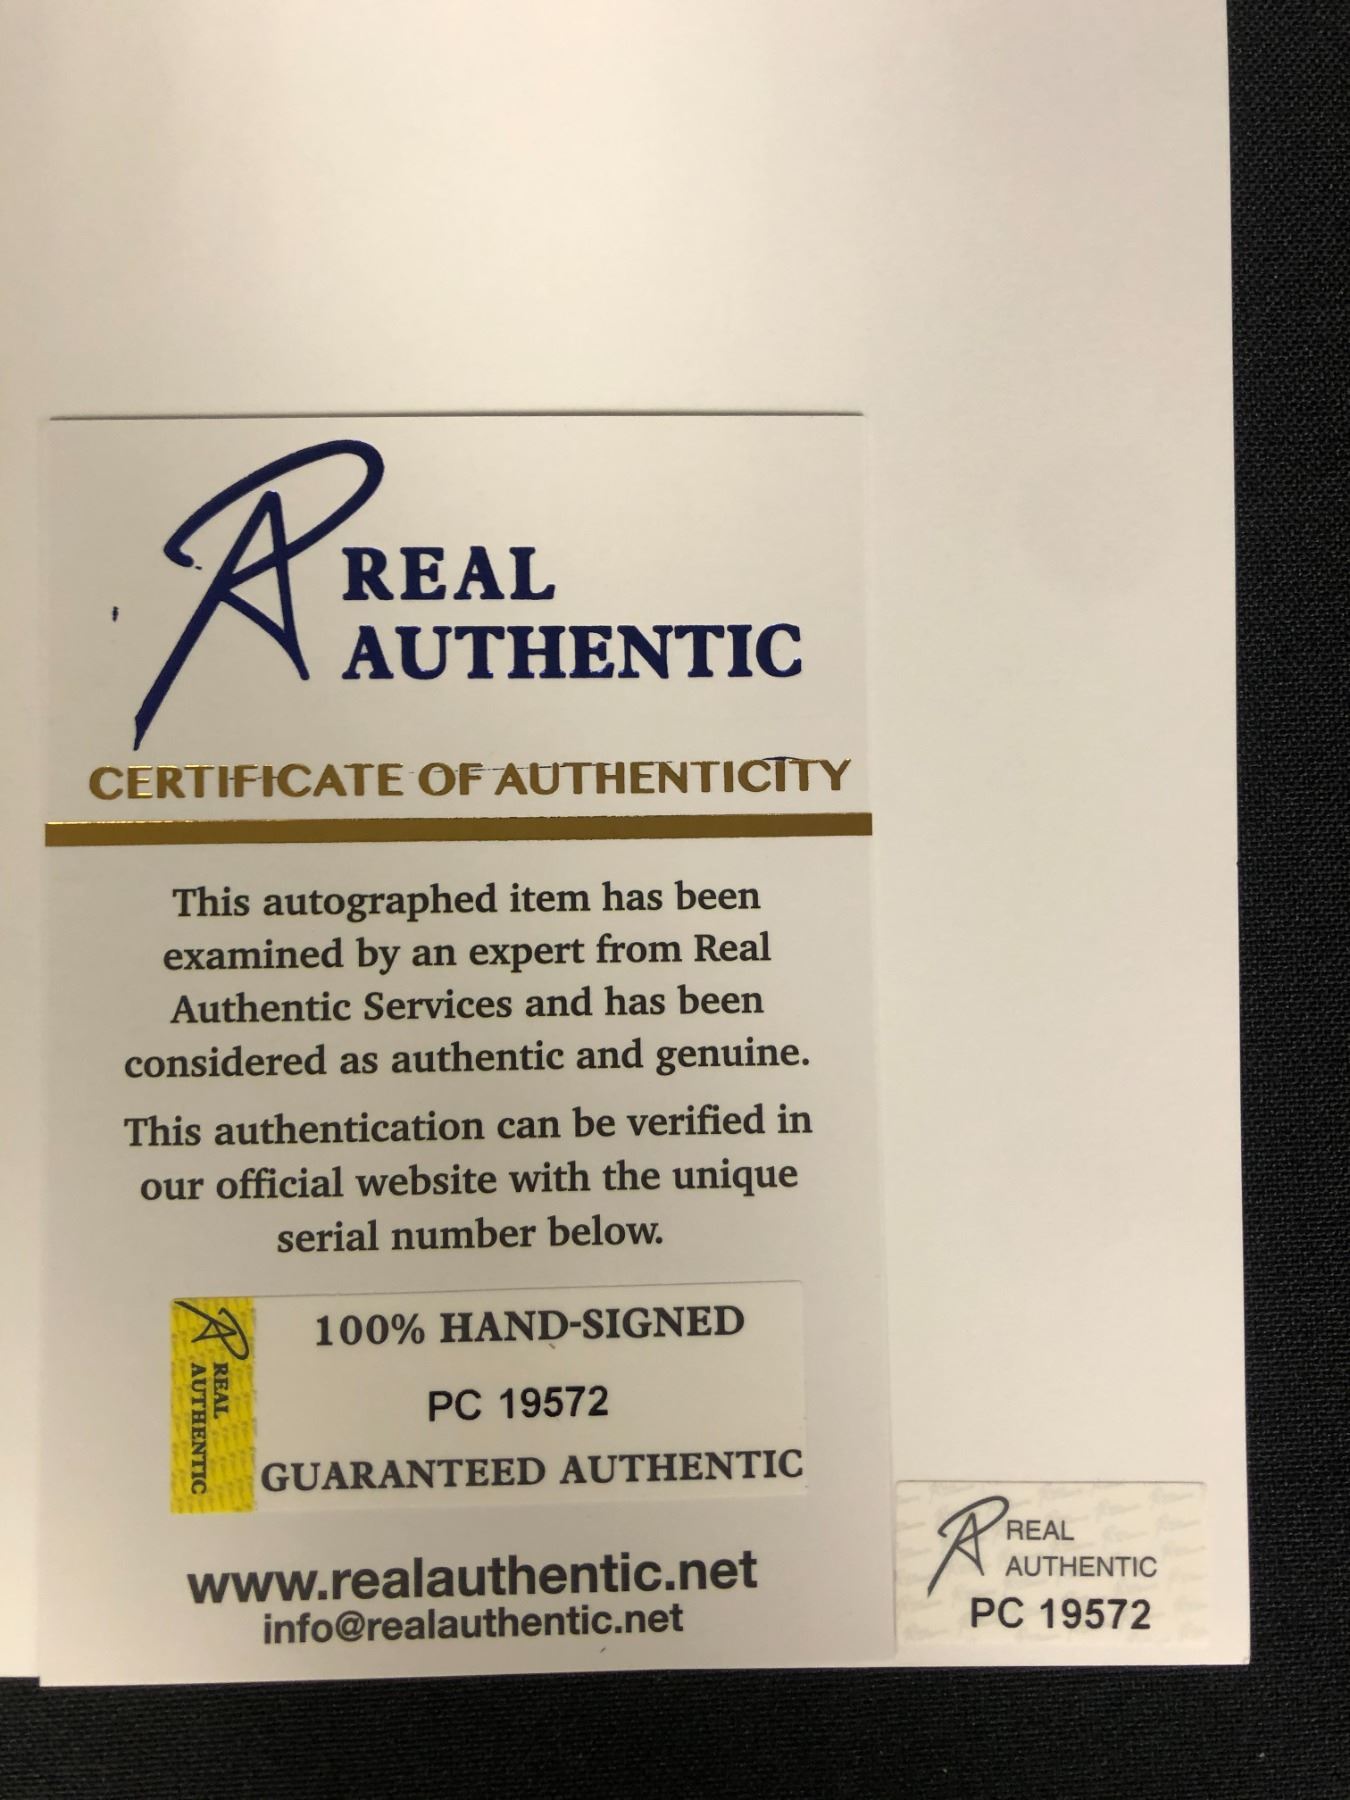 REAL
AUTHENTIC
CERTIFICATE OF AUTHENTICITY
This autographed item has been
examined by an expert from Real
Authentic Services and has been
considered as authentic and genuine.
This authentication can be verified in
our official website with the unique
serial number below.
REAL
AUTHENTIC
100% HAND-SIGNED
PC 19572
GUARANTEED AUTHENTIC
www.realauthentic.net
info@realauthentic.net
REAL
AUTHENTIC
PC 19572